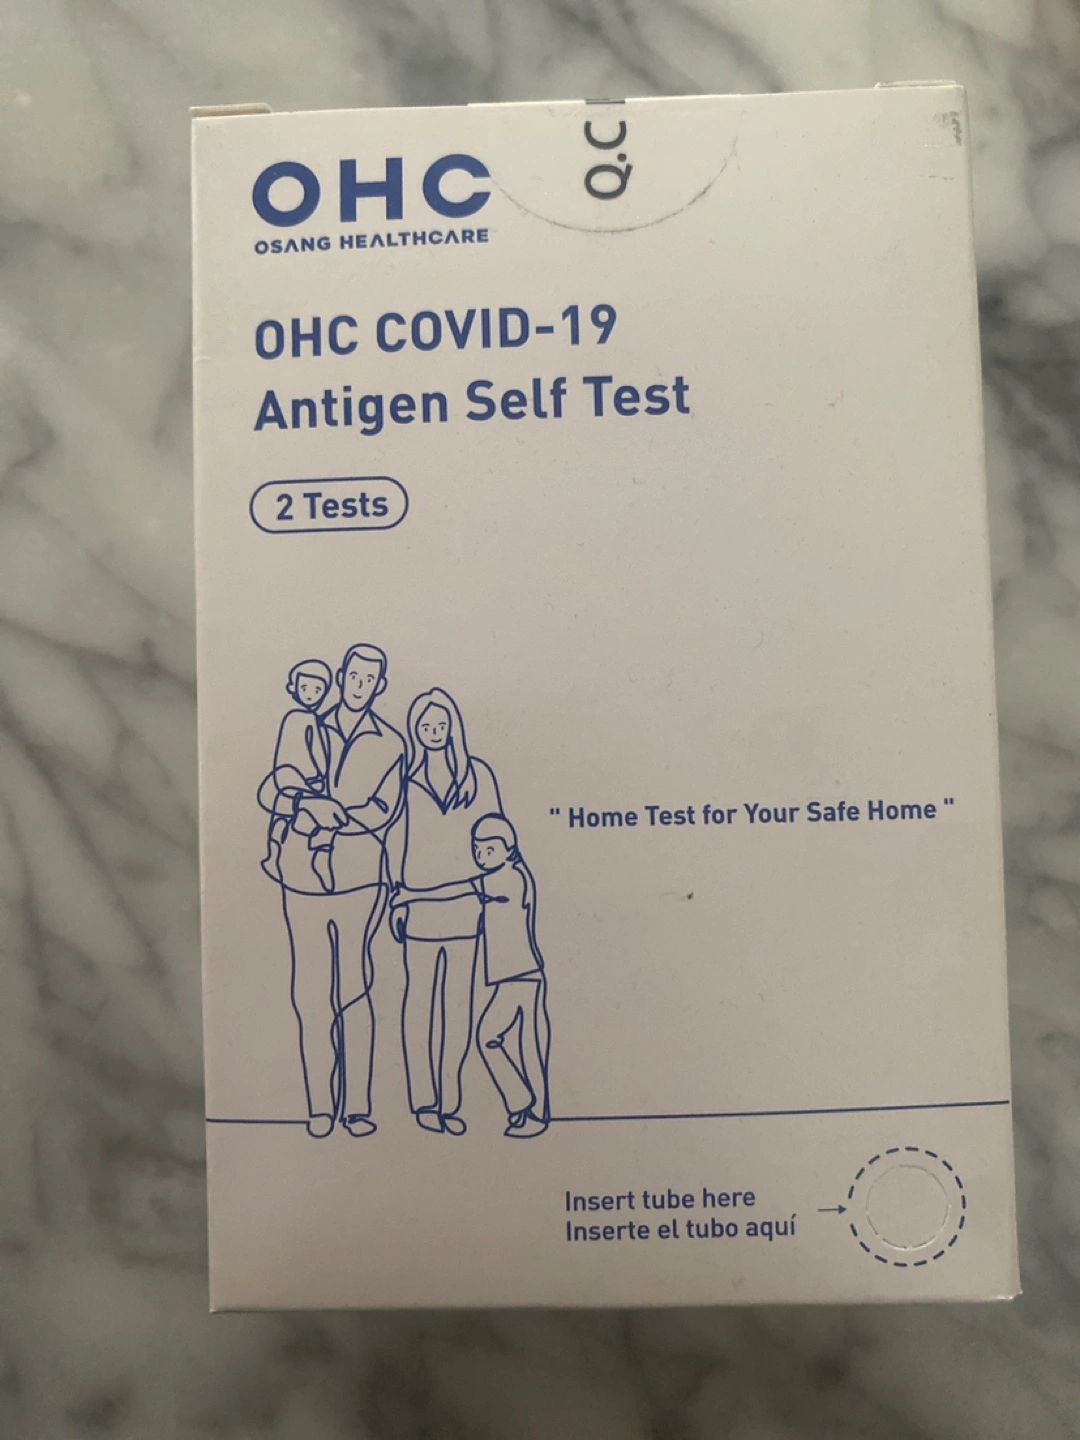 Q.C
OHC
OSANG HEALTHCARE
OHC COVID-19
Antigen Self Test
2 Tests
" Home Test for Your Safe Home "
Insert tube here
Inserte el tubo aquí